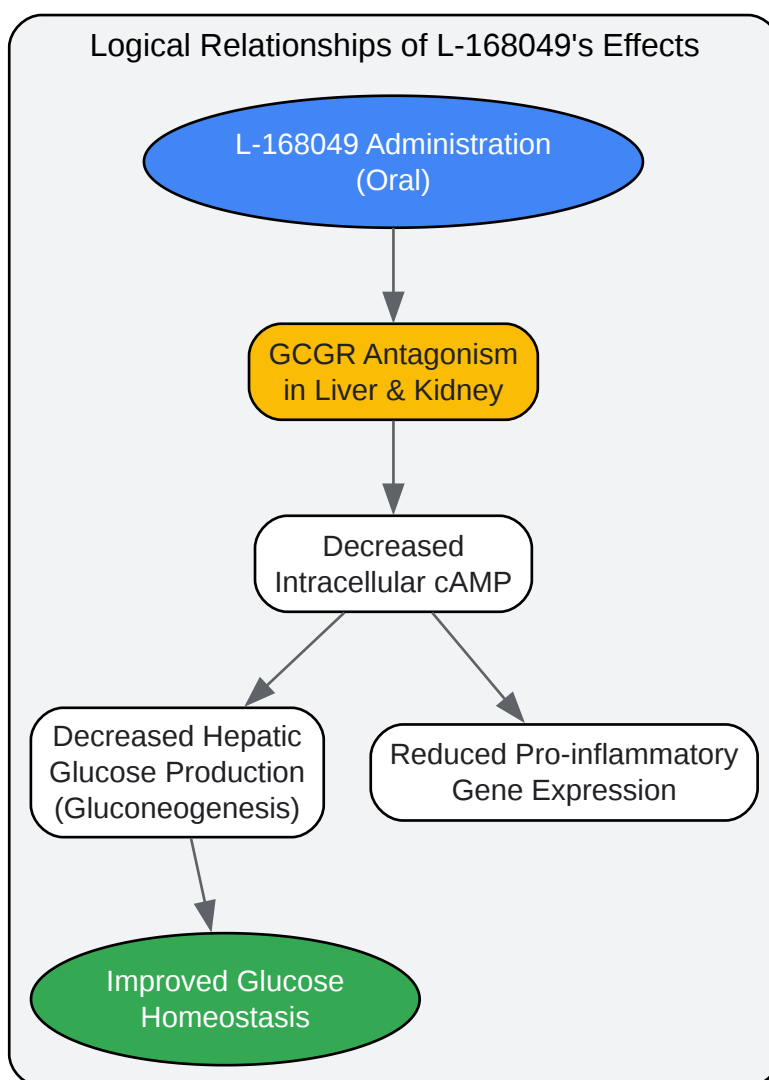 Logical Relationships of L-168049's Effects
L-168049 Administration
(Oral)
GCGR Antagonism
in Liver & Kidney
Decreased
Intracellular cAMP
Decreased Hepatic
Glucose Production
(Gluconeogenesis)
Reduced Pro-inflammatory
Gene Expression
Improved Glucose
Homeostasis